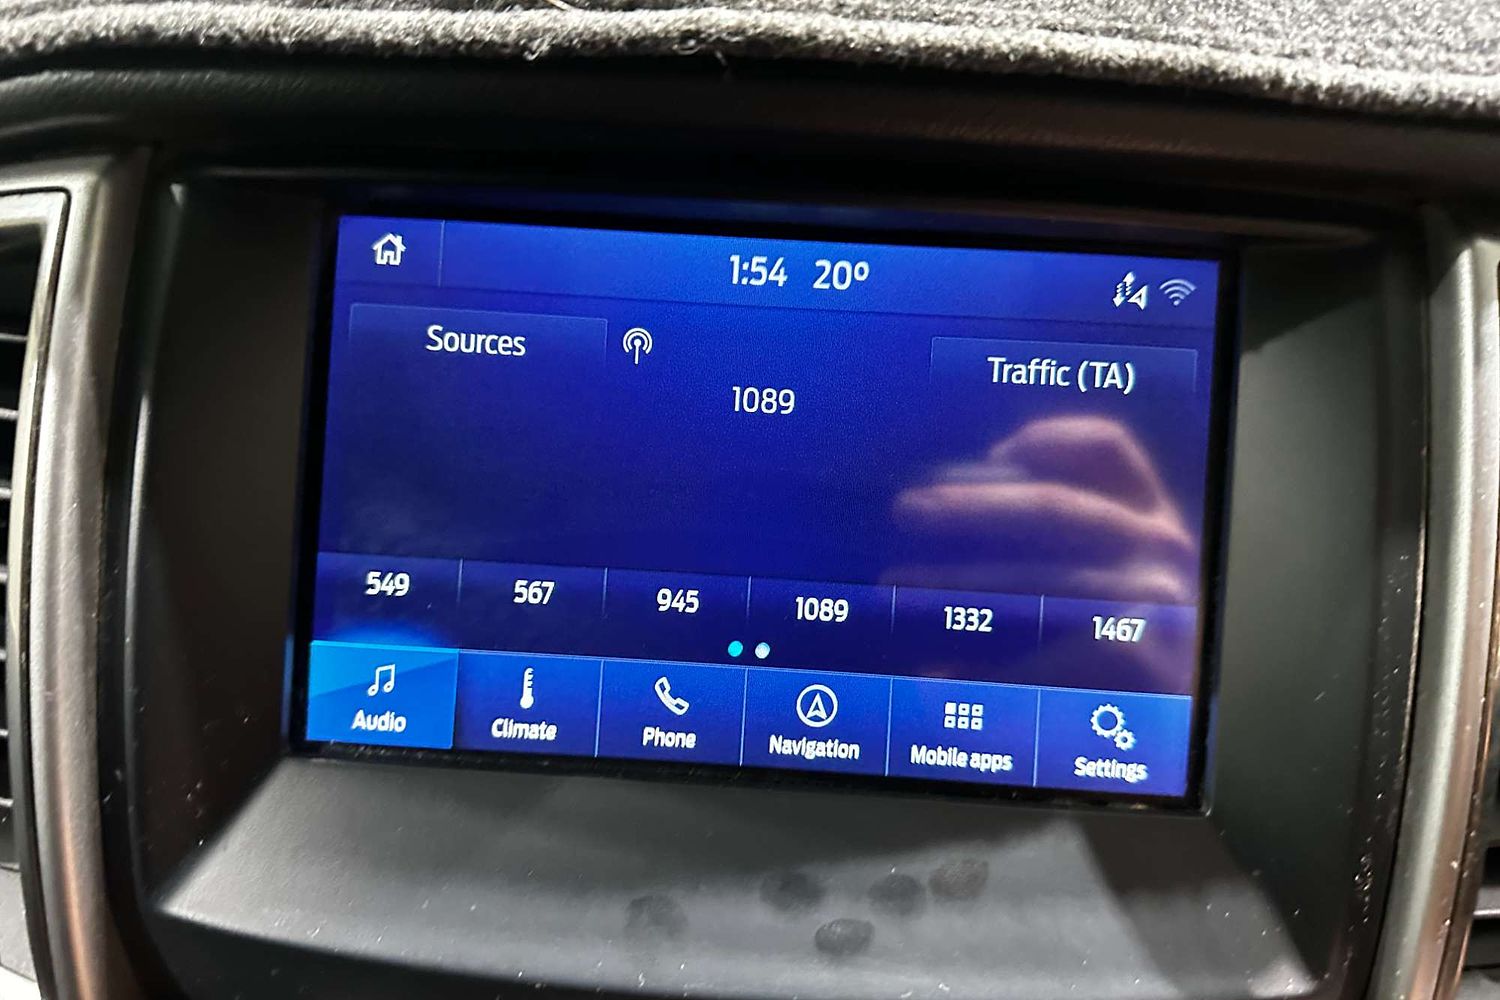 1:54 20°
Sources
Traffic (TA)
1089
549 567 945 1089 1332 1467
Audio Climate Phone Navigation Mobile apps Settings